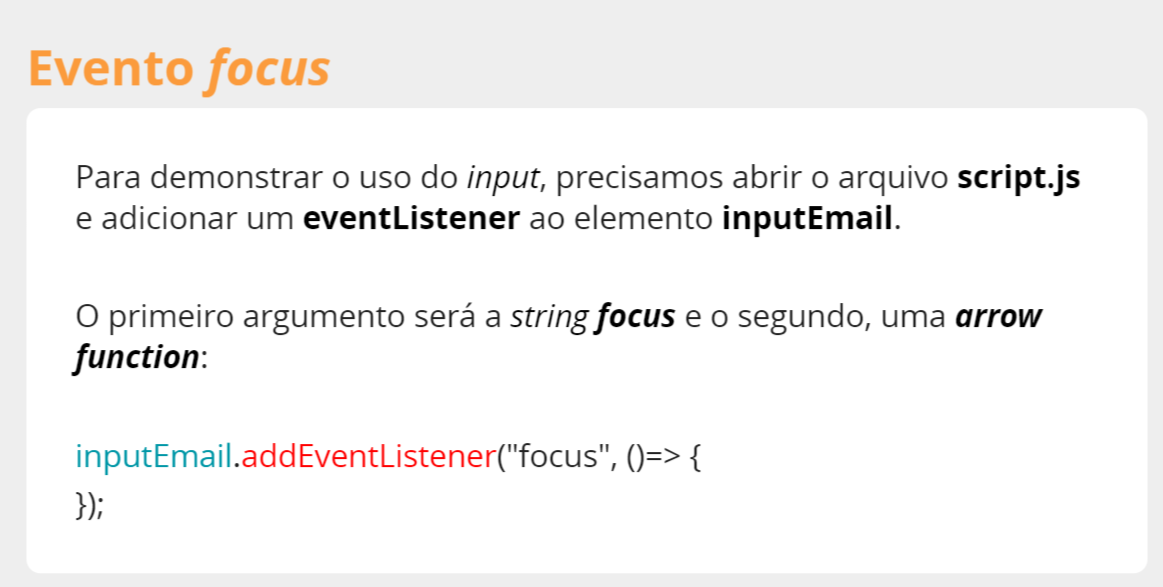 Evento focus
Para demonstrar o uso do input, precisamos abrir o arquivo script.js
e adicionar um eventListener ao elemento inputEmail.
O primeiro argumento será a string focus e o segundo, uma arrow
function:
inputEmail.addEventListener("focus", ()=> {
});